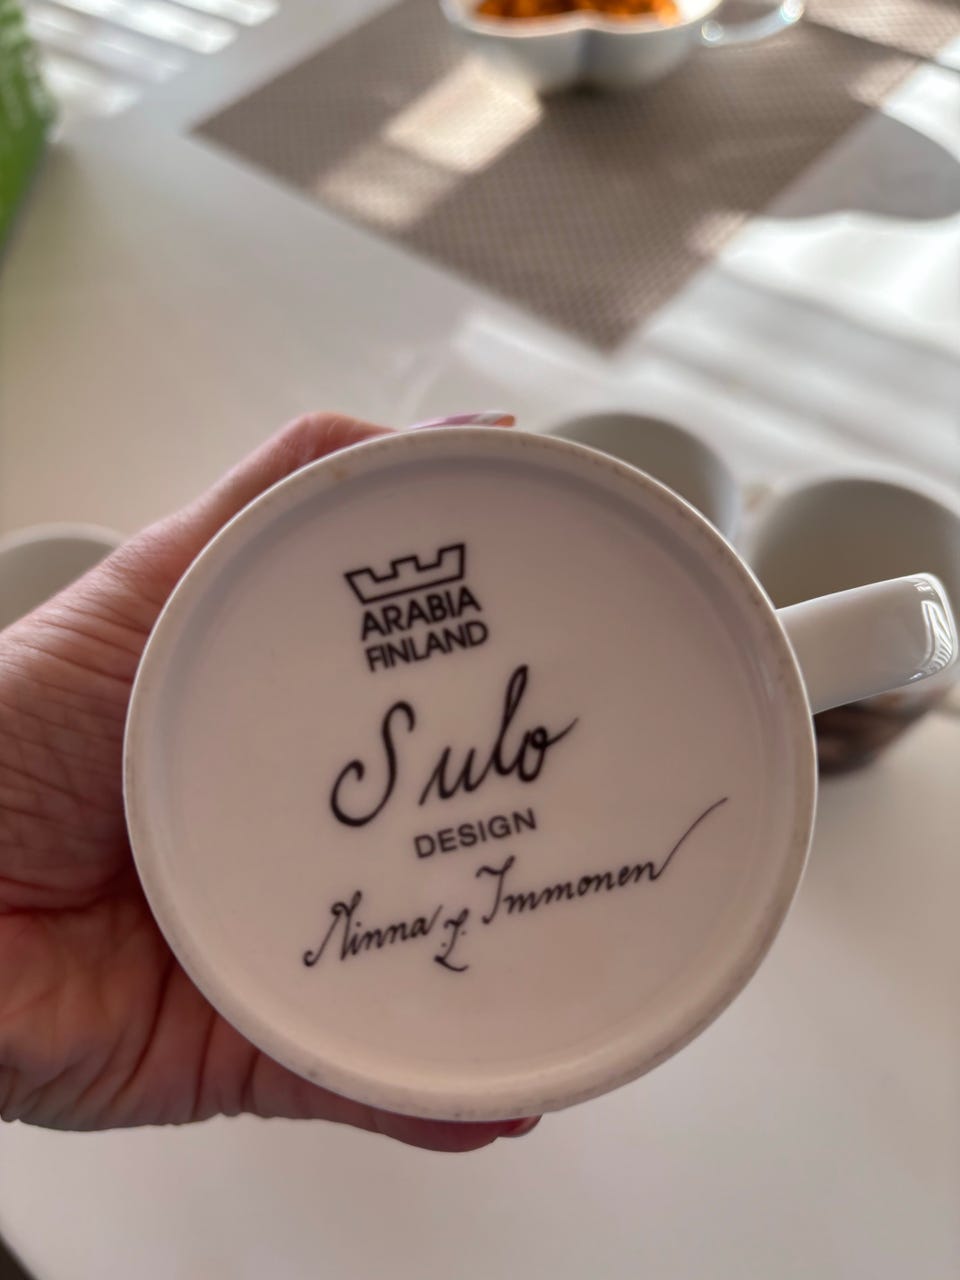 ARABIA
FINLAND
Sulo
DESIGN
Ninna L. Immonen